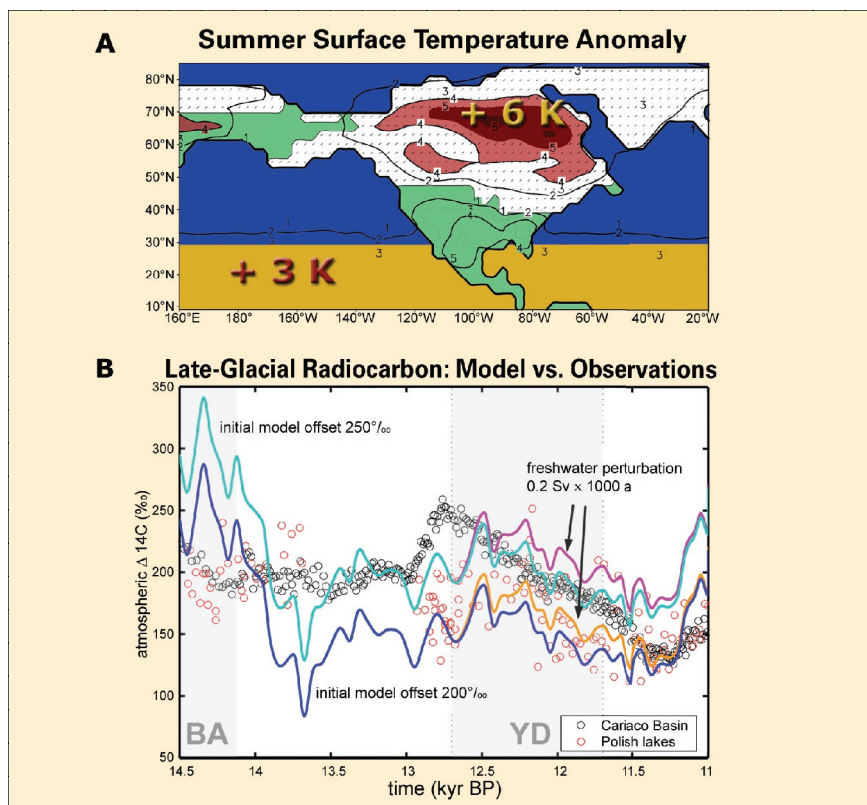 A
Summer Surface Temperature Anomaly
80°N
70°N
60°N
50°N
40°N
30°N
20°N
10°N
+ 6 K
+ 3 K
160°E 180° 160°W 140°W 120°W 100°W 80°W 60°W 40°W 20°W
B
Late-Glacial Radiocarbon: Model vs. Observations
350
300
250
200
150
100
50
atmospheric Δ 14C (‰)
initial model offset 250°/₀₀
freshwater perturbation
0.2 Sv x 1000 a
initial model offset 200°/₀₀
BA
YD
Cariaco Basin
Polish lakes
14.5 14 13.5 13 12.5 12 11.5 11
time (kyr BP)